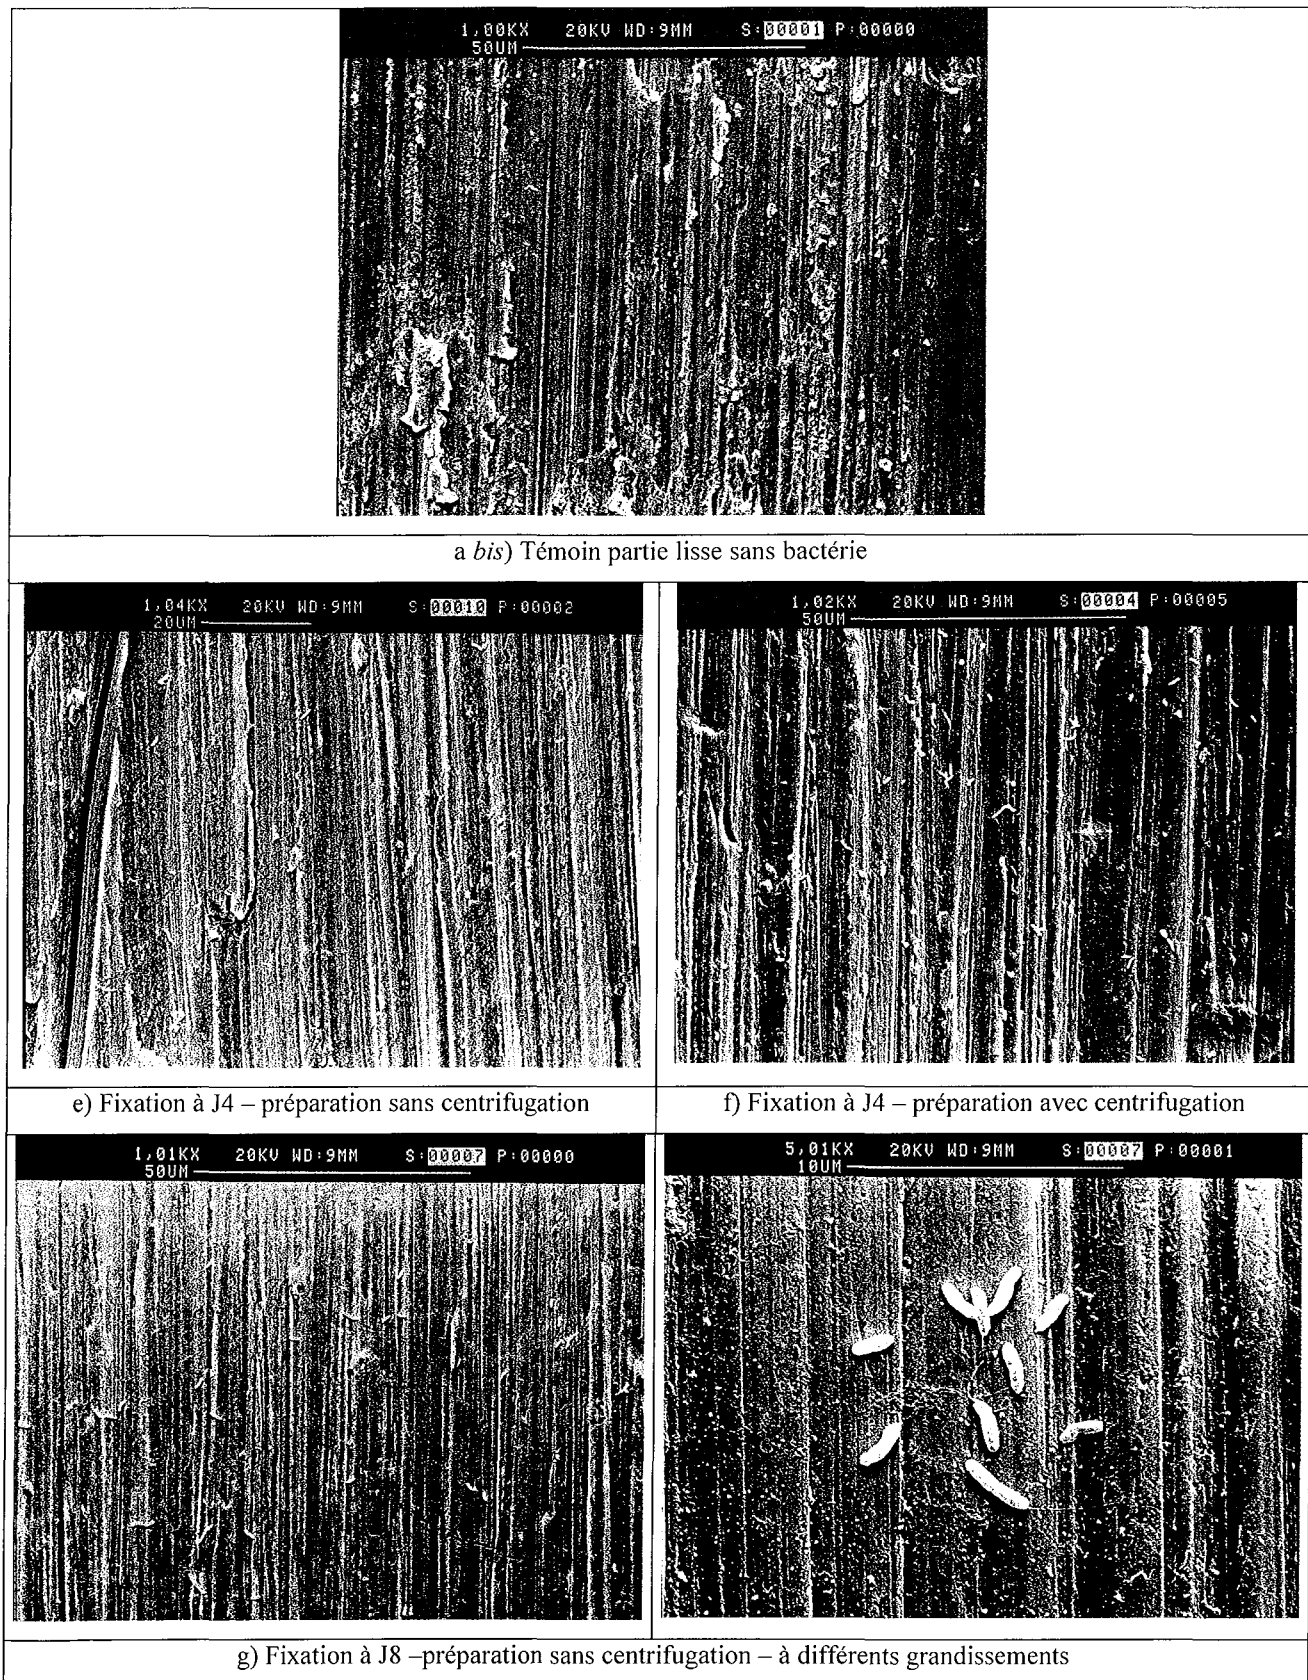 1,00KX 20KV WD:9MM S:00001 P:00000
50UM
a bis) Témoin partie lisse sans bactérie
1,04KX 20KV WD:9MM S:00010 P:00002
20UM
1,02KX 20KV WD:9MM S:00004 P:00005
50UM
e) Fixation à J4 – préparation sans centrifugation
f) Fixation à J4 – préparation avec centrifugation
1,01KX 20KV WD:9MM S:00007 P:00000
50UM
5,01KX 20KV WD:9MM S:00007 P:00001
10UM
g) Fixation à J8 –préparation sans centrifugation – à différents grandissements